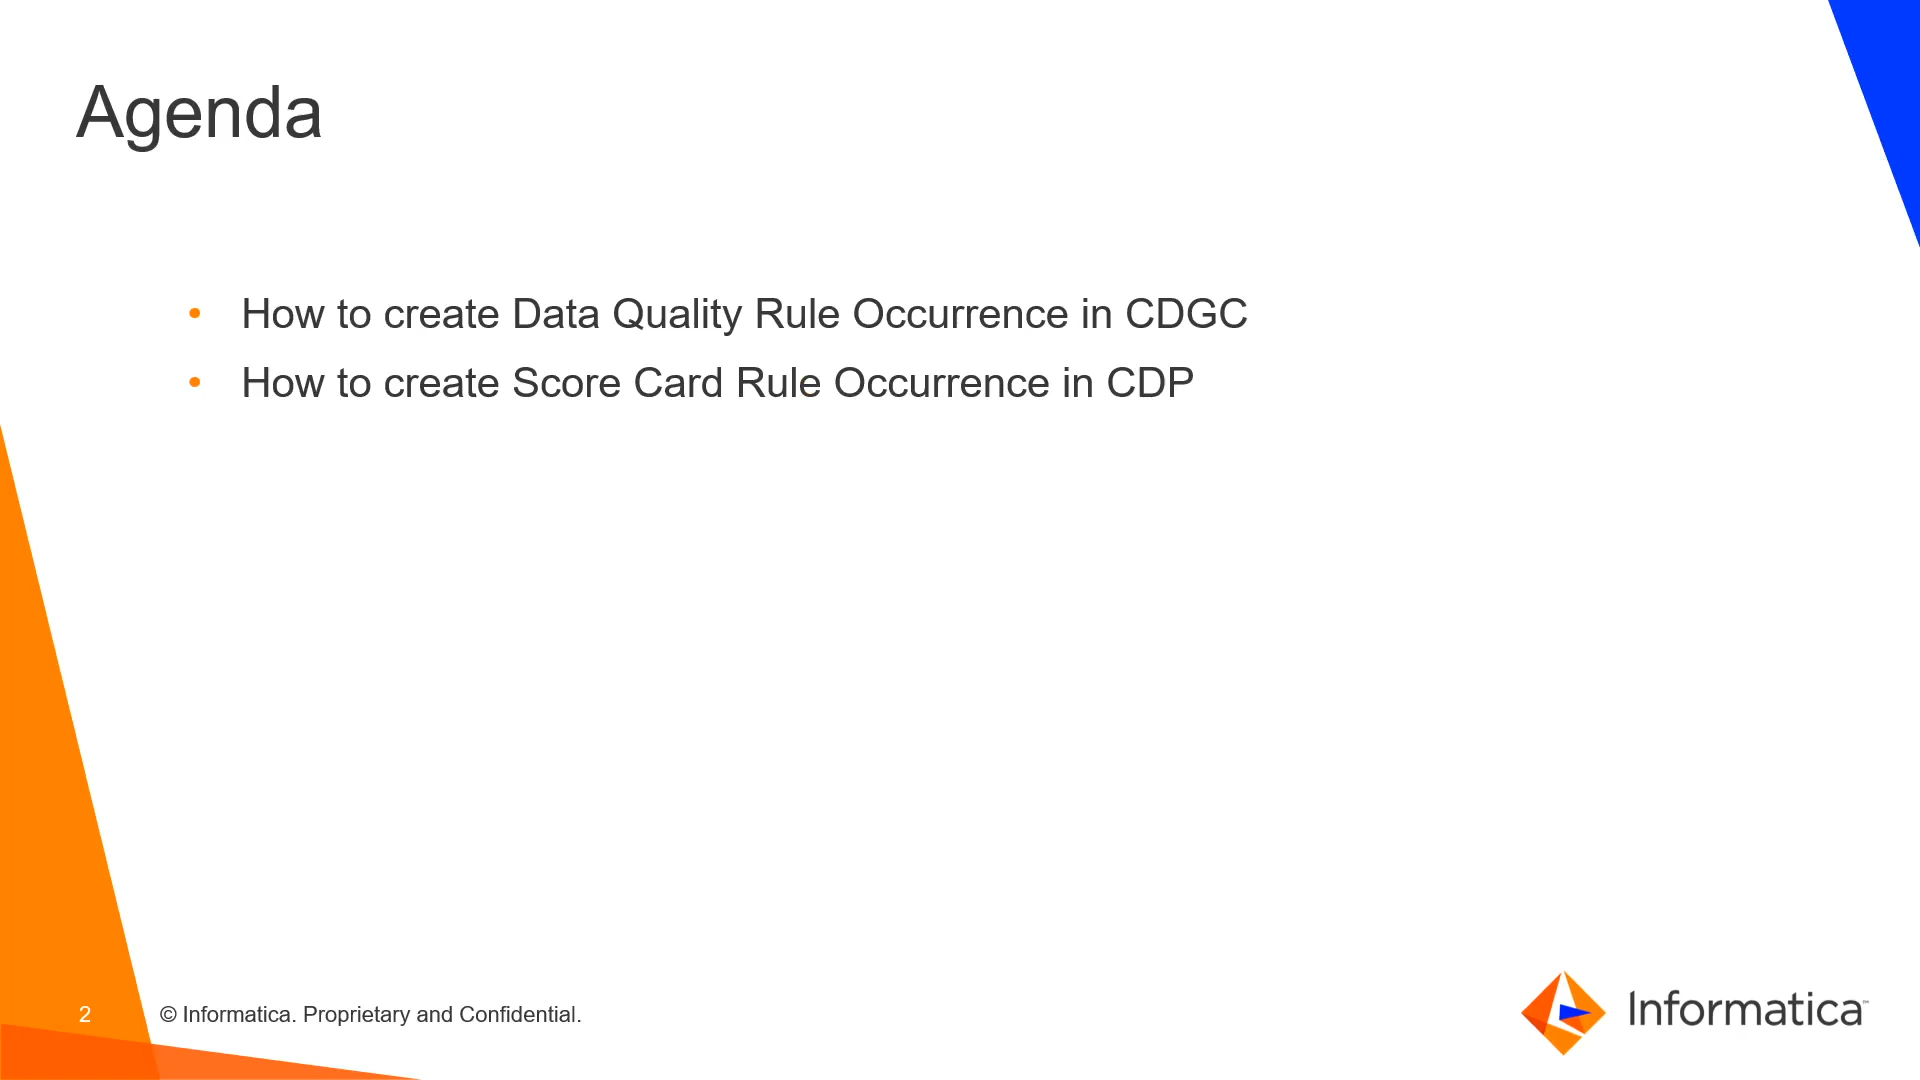 Agenda
• How to create Data Quality Rule Occurrence in CDGC
• How to create Score Card Rule Occurrence in CDP
2 © Informatica. Proprietary and Confidential.
Informatica™